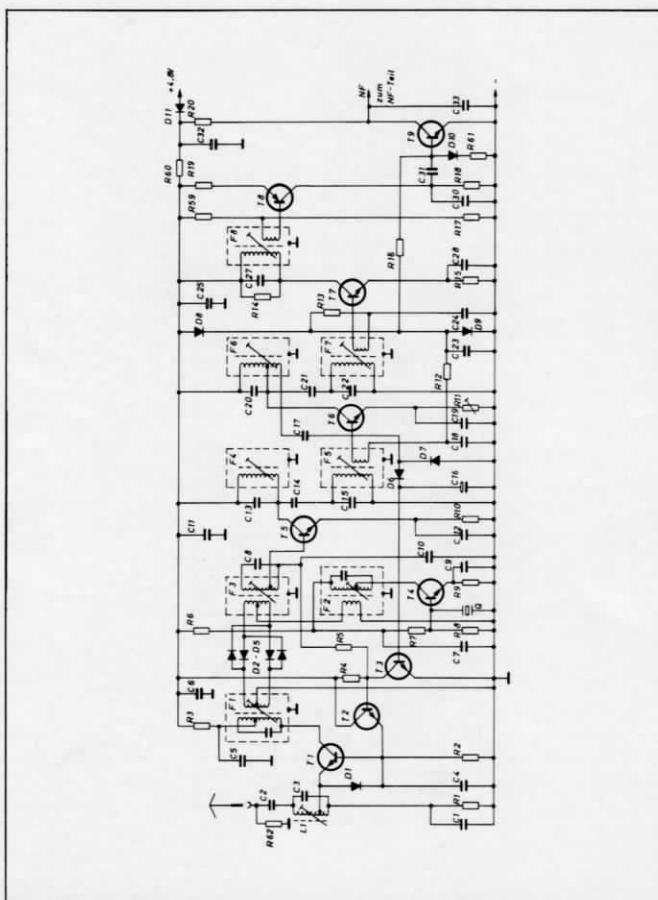 +4,8V
D11
R20
C32
R60
R19
R59
T8
F8
C27
R14
C25
D8
NF
zum
NF-Teil
C33
T9
D10
R61
C31
R18
C30
R17
R16
C28
R15
T7
R13
C24
D9
F6
F7
C20
C21
C22
C23
R12
R11
C19
C18
T6
C17
D7
D6
C16
F4
F5
C13
C14
C15
R10
C12
T5
C11
C10
C8
F3
F2
C9
R9
T4
Q
R8
R7
C7
R6
D2-D5
R5
R4
T3
T2
C6
F1
R3
C5
T1
D1
R2
C4
C3
C2
L1
R1
C1
R62